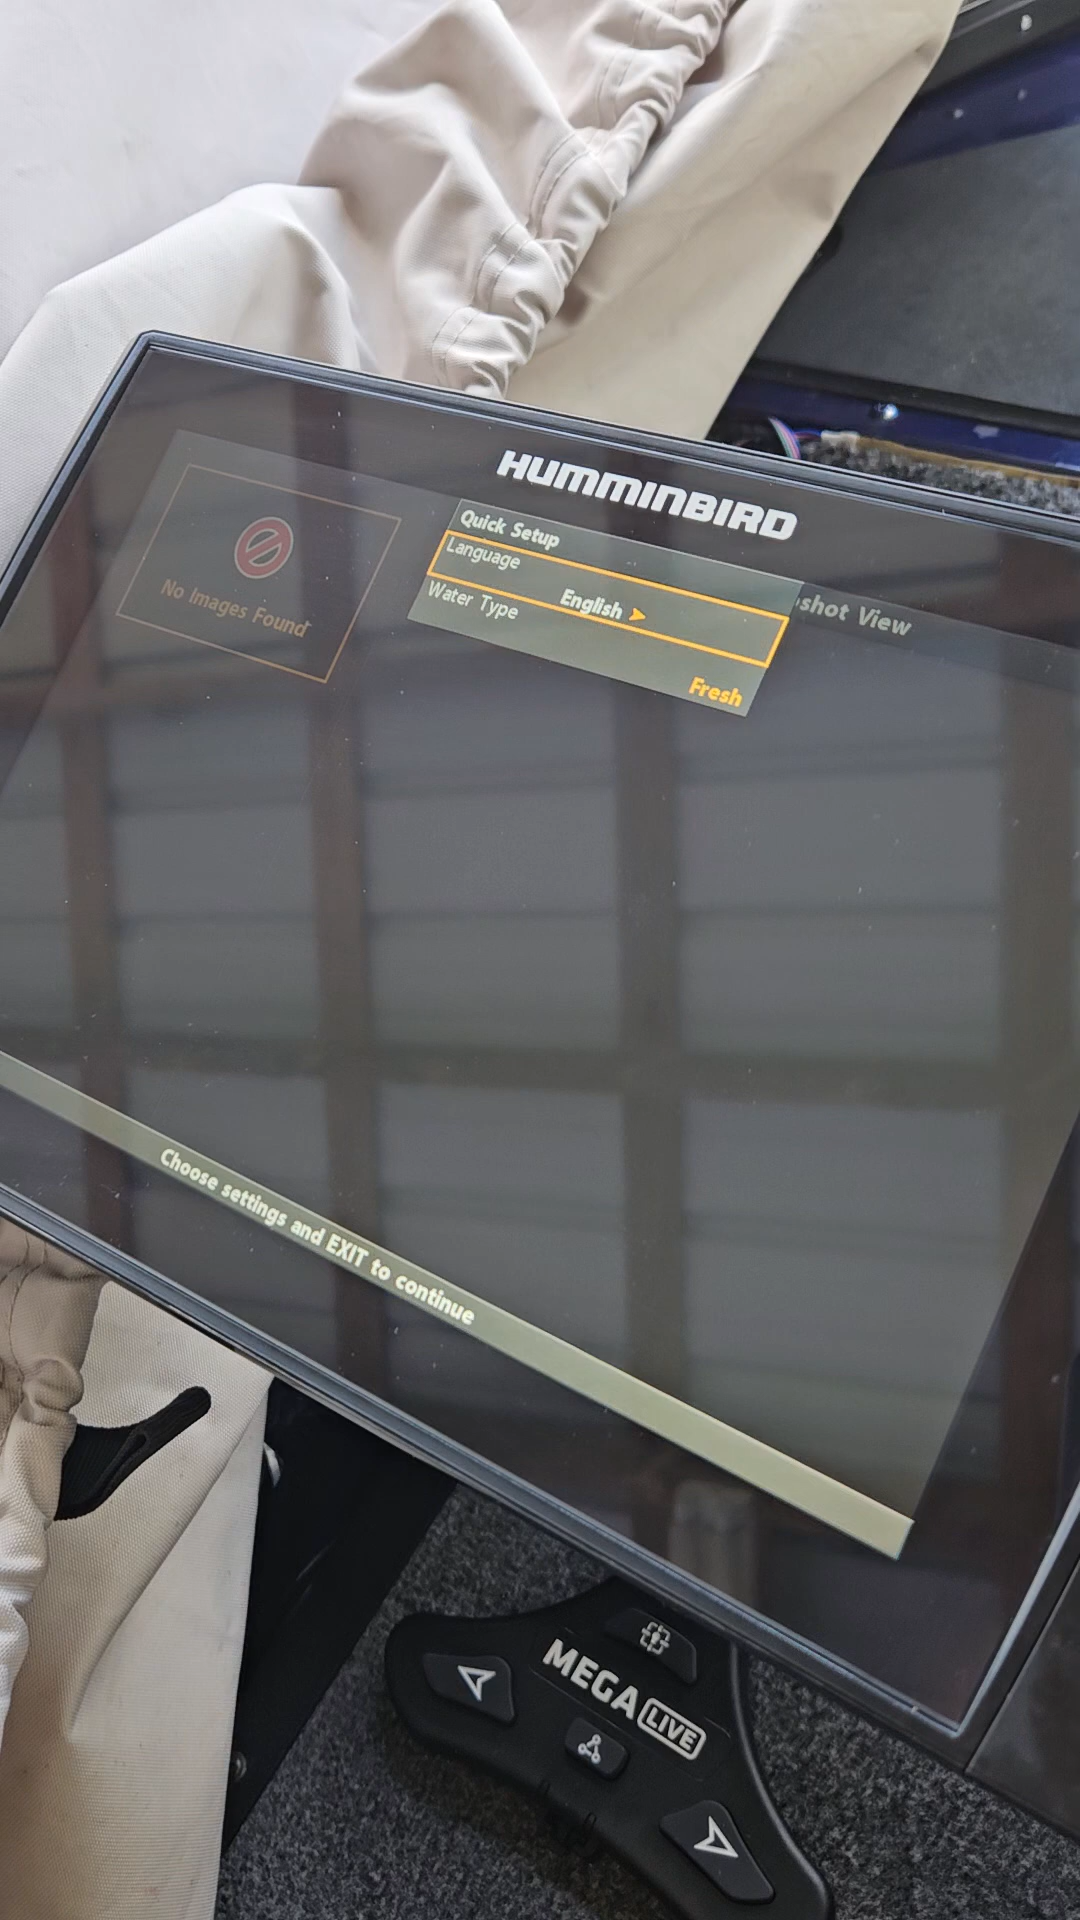 HUMMINBIRD
Quick Setup
Language
English
Water Type
Fresh
shot View
No Images Found
Choose settings and EXIT to continue
MEGA LIVE